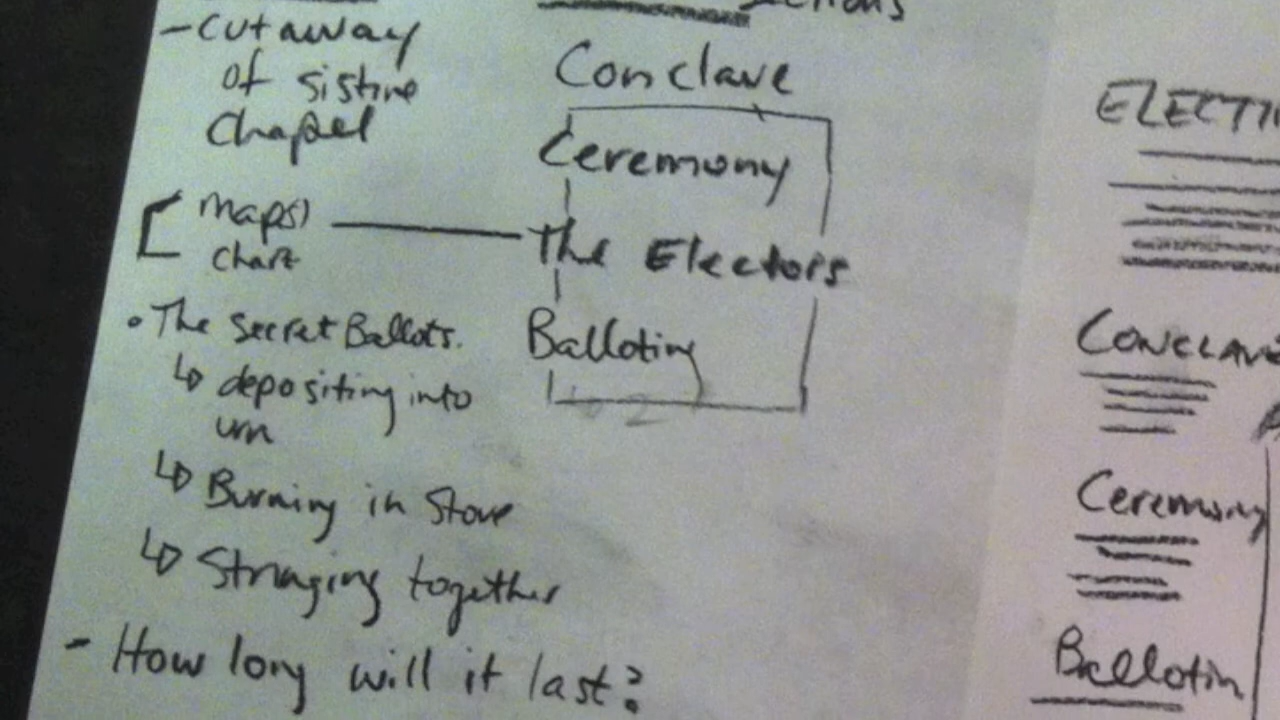 - cutaway
of sistine
Chapel
maps)
chart
• The Secret Ballots.
↳ depositing into
urn
↳ Burning in Stove
↳ Stringing together
- How long will it last?
Conclave
Ceremony
The Electors
Balloting
ELECTI
CONCLAVE
Ceremony
Ballotin